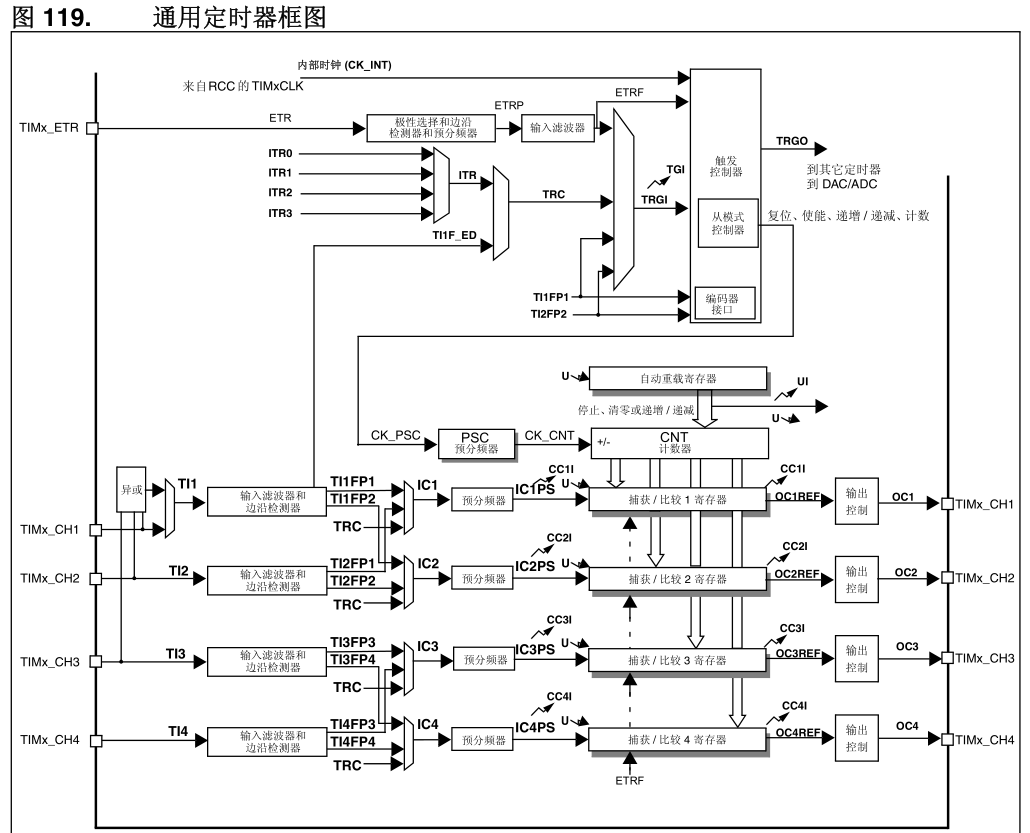 图 119. 通用定时器框图
内部时钟 (CK_INT)
来自RCC 的 TIMxCLK
ETRF
ETRP
TIMx_ETR
ETR
极性选择和边沿
检测器和预分频器
输入滤波器
TRGO
到其它定时器
到 DAC/ADC
触发
控制器
ITR0
ITR1
ITR2
ITR3
ITR
TRC
TGI
TRGI
从模式
控制器
复位、使能、递增 / 递减、计数
TI1F_ED
TI1FP1
TI2FP2
编码器
接口
U
自动重载寄存器
UI
停止、清零或递增 / 递减
U
CK_PSC
PSC
预分频器
CK_CNT
+/-
CNT
计数器
异或
TI1
输入滤波器和
边沿检测器
TI1FP1
TI1FP2
TRC
IC1
预分频器
CC1I
IC1PS
U
捕获 / 比较 1 寄存器
CC1I
OC1REF
输出
控制
OC1
TIMx_CH1
TIMx_CH1
TIMx_CH2
TI2
输入滤波器和
边沿检测器
TI2FP1
TI2FP2
TRC
IC2
预分频器
CC2I
IC2PS
U
捕获 / 比较 2 寄存器
CC2I
OC2REF
输出
控制
OC2
TIMx_CH2
TIMx_CH3
TI3
输入滤波器和
边沿检测器
TI3FP3
TI3FP4
TRC
IC3
预分频器
CC3I
IC3PS
U
捕获 / 比较 3 寄存器
CC3I
OC3REF
输出
控制
OC3
TIMx_CH3
TIMx_CH4
TI4
输入滤波器和
边沿检测器
TI4FP3
TI4FP4
TRC
IC4
预分频器
CC4I
IC4PS
U
捕获 / 比较 4 寄存器
CC4I
OC4REF
输出
控制
OC4
TIMx_CH4
ETRF